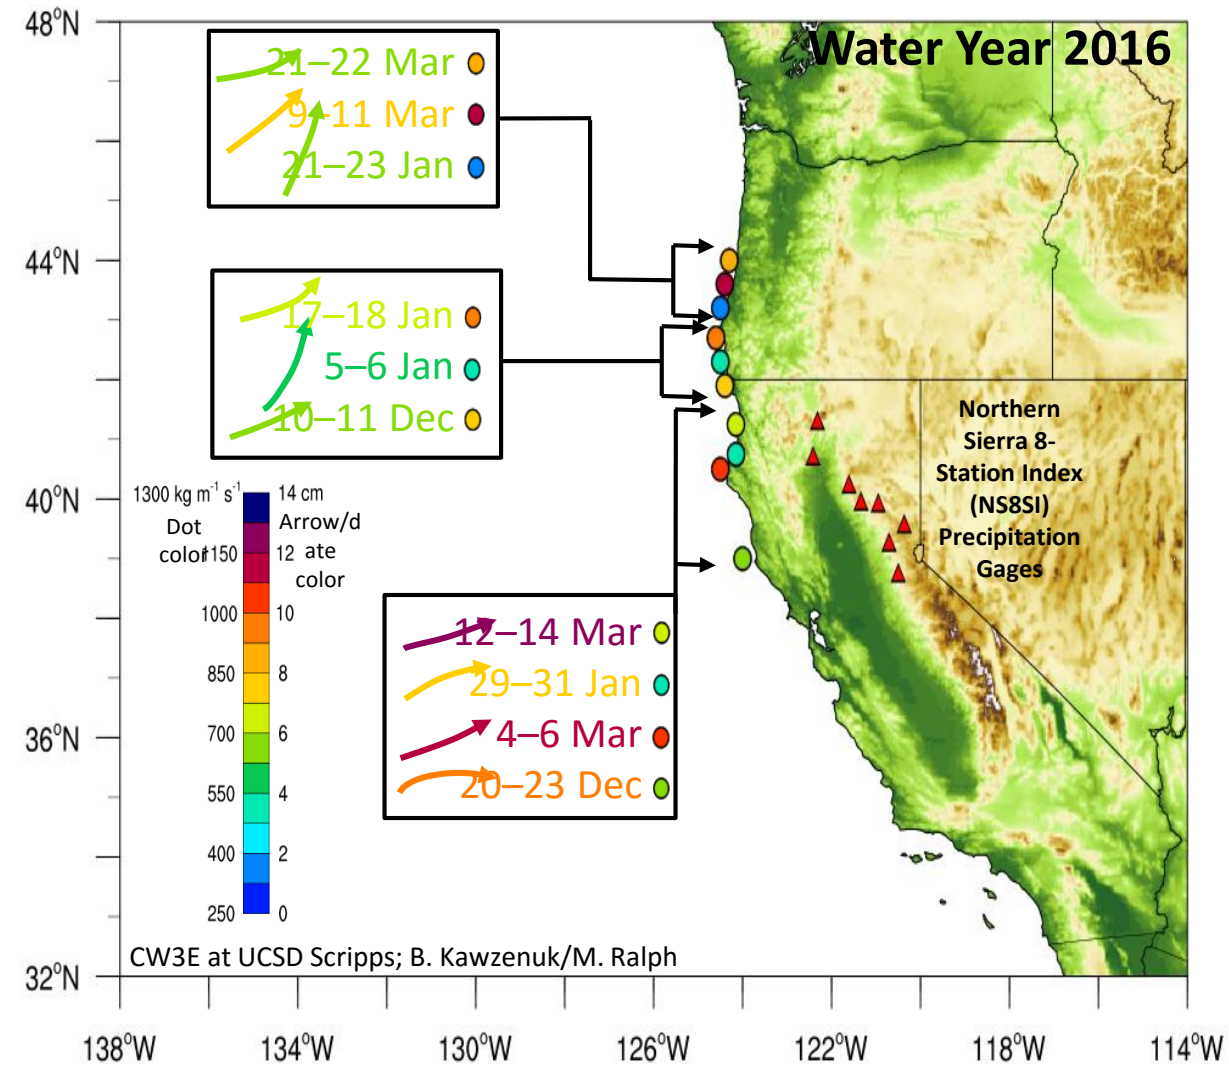 48°N
Water Year 2016
21–22 Mar
9–11 Mar
21–23 Jan
44°N
17–18 Jan
5–6 Jan
10–11 Dec
Northern
Sierra 8-
Station Index
(NS8SI)
Precipitation
Gages
40°N
1300 kg m⁻¹ s⁻¹
14 cm
Dot
color
Arrow/d
ate
color
1150
12
1000
10
850
8
700
6
550
4
400
2
250
0
12–14 Mar
29–31 Jan
4–6 Mar
20–23 Dec
36°N
CW3E at UCSD Scripps; B. Kawzenuk/M. Ralph
32°N
138°W 134°W 130°W 126°W 122°W 118°W 114°W